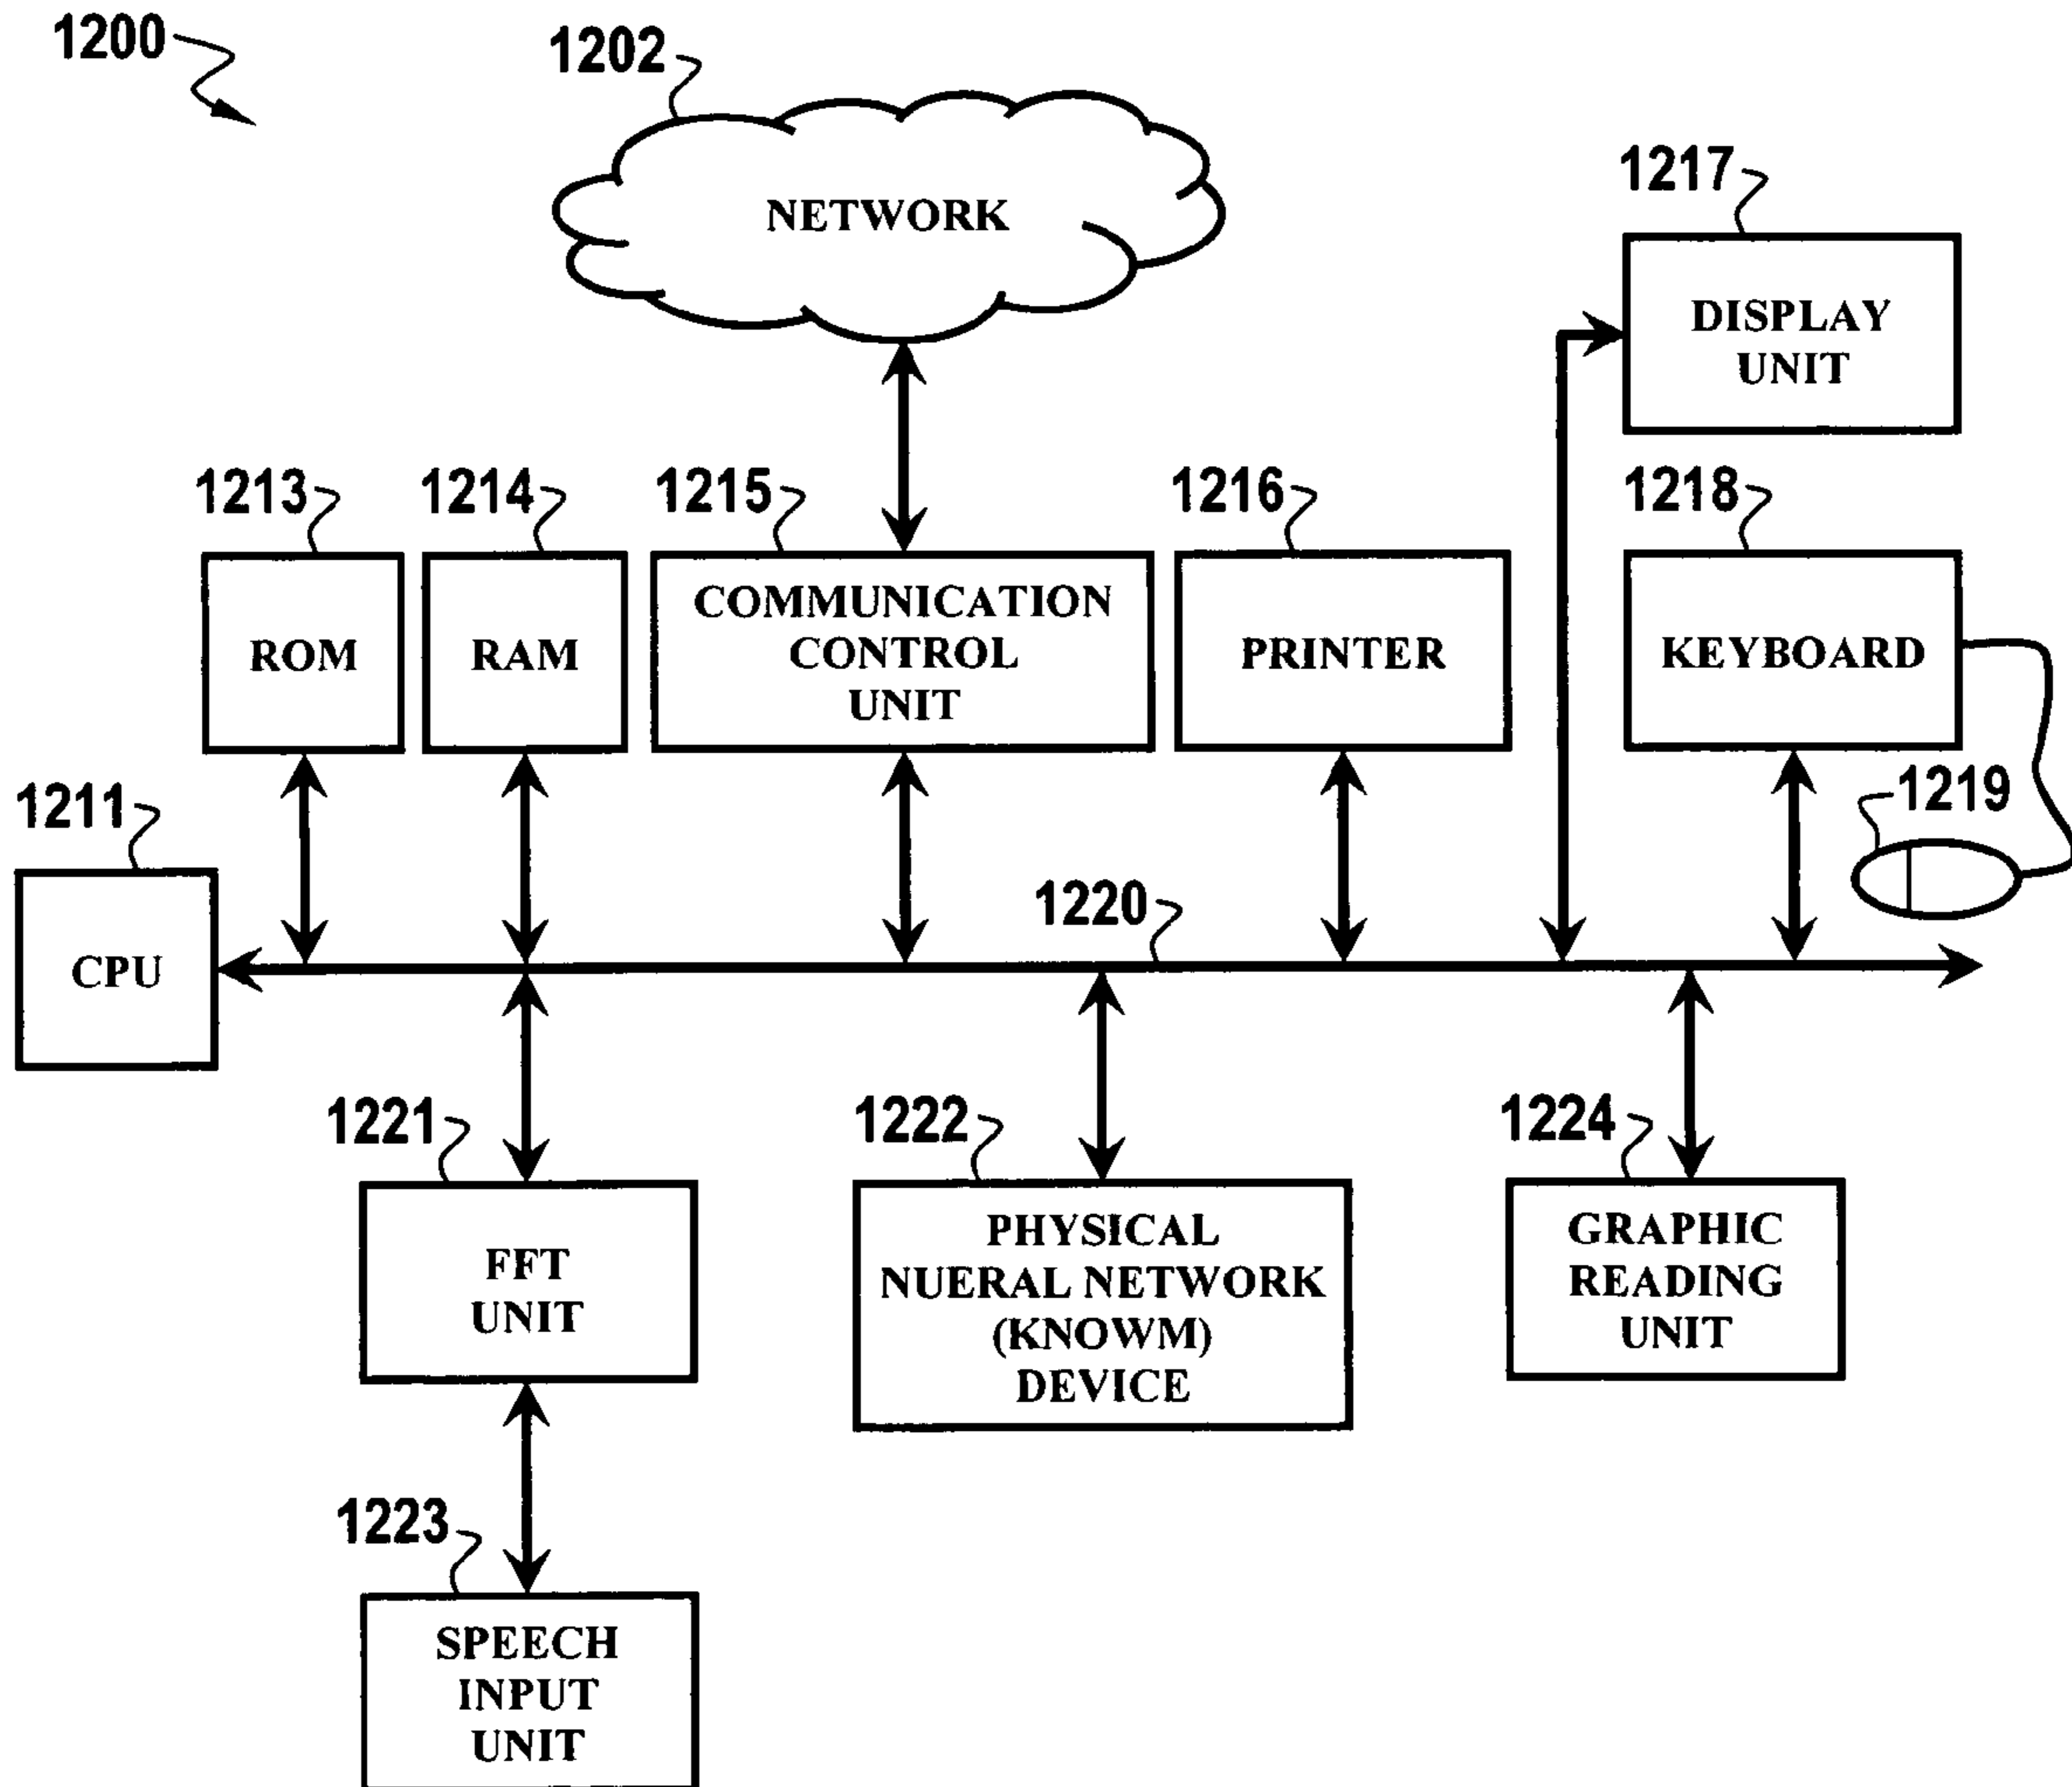 1200
1202
NETWORK
1217
DISPLAY
UNIT
1213
ROM
1214
RAM
1215
COMMUNICATION
CONTROL
UNIT
1216
PRINTER
1218
KEYBOARD
1219
1211
CPU
1220
1221
FFT
UNIT
1222
PHYSICAL
NUERAL NETWORK
(KNOWM)
DEVICE
1224
GRAPHIC
READING
UNIT
1223
SPEECH
INPUT
UNIT